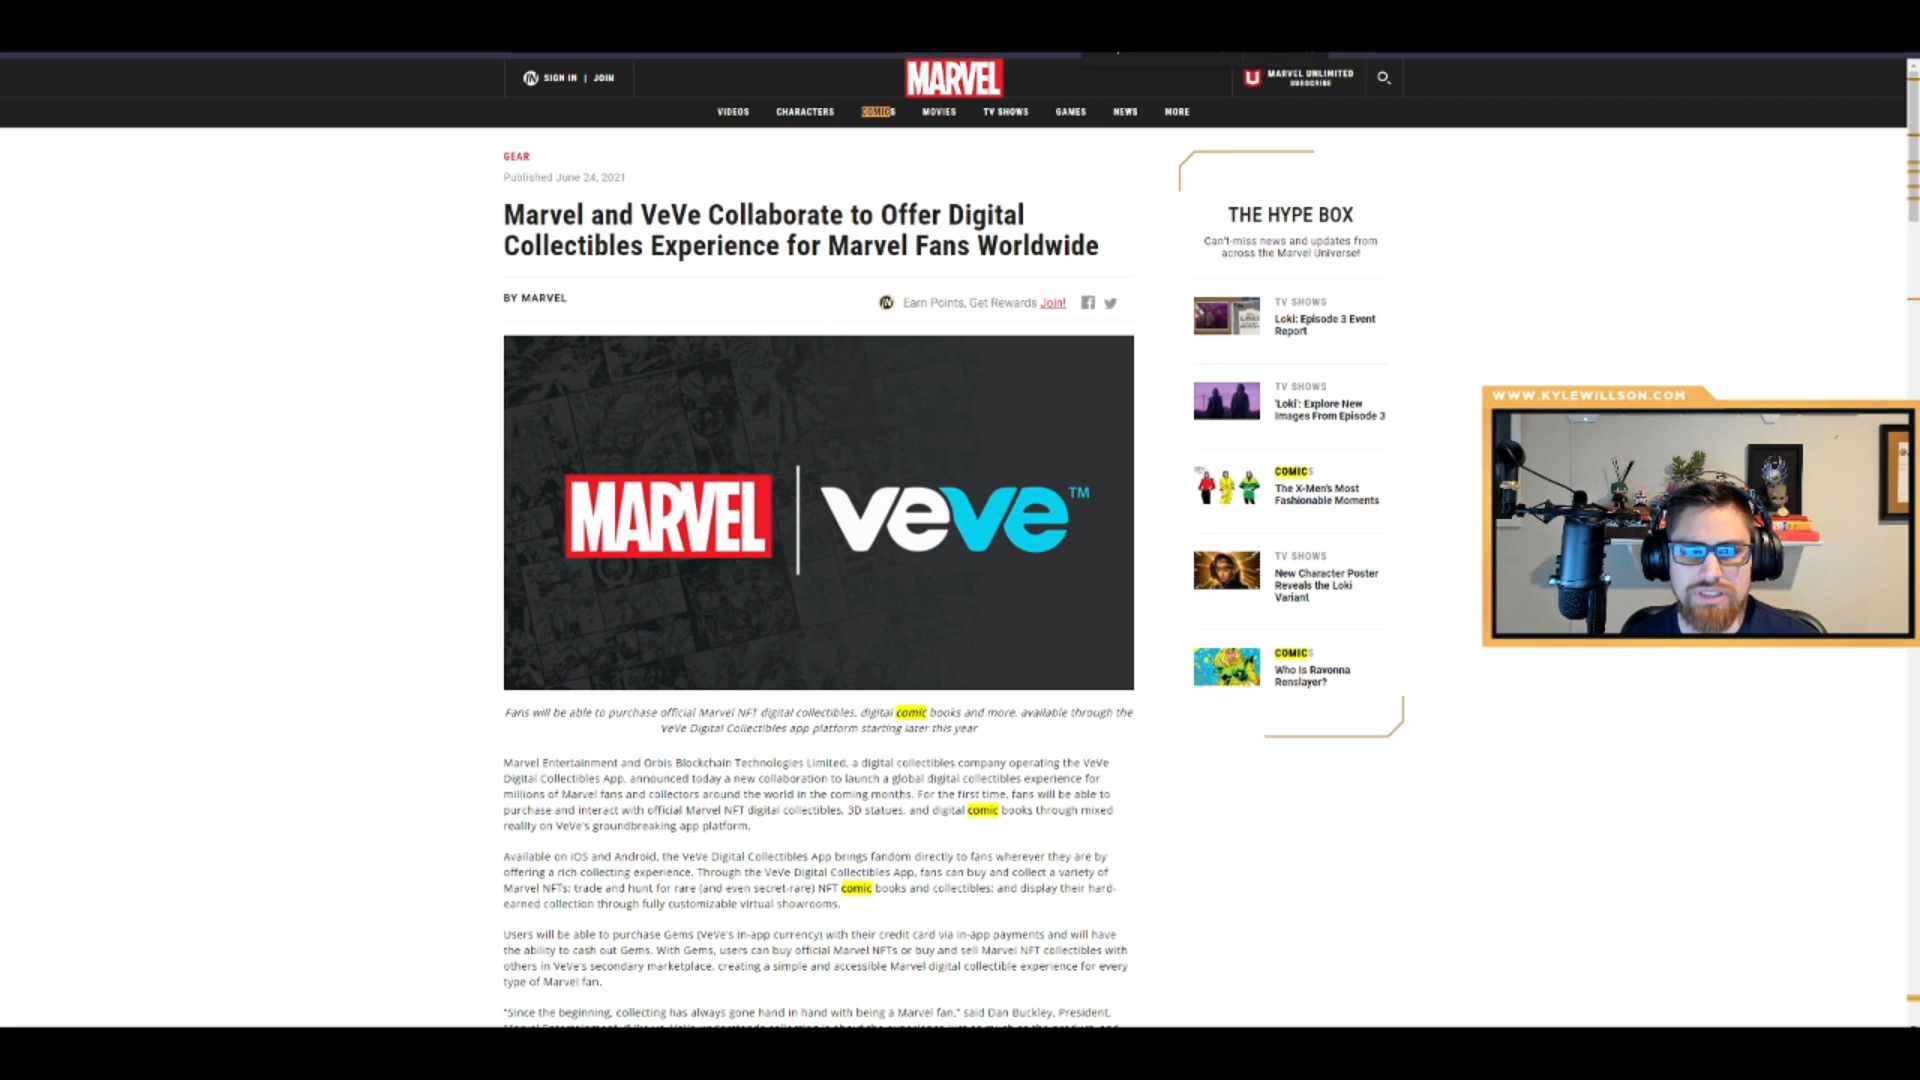 SIGN IN | JOIN
MARVEL
MARVEL UNLIMITED
SUBSCRIBE
VIDEOS CHARACTERS COMICS MOVIES TV SHOWS GAMES NEWS MORE
GEAR
Published June 24, 2021
Marvel and VeVe Collaborate to Offer Digital
Collectibles Experience for Marvel Fans Worldwide
BY MARVEL
Earn Points, Get Rewards Join!
MARVEL | veve™
Fans will be able to purchase official Marvel NFT digital collectibles, digital comic books and more, available through the
VeVe Digital Collectibles app platform starting later this year
Marvel Entertainment and Orbis Blockchain Technologies Limited, a digital collectibles company operating the VeVe
Digital Collectibles App, announced today a new collaboration to launch a global digital collectibles experience for
millions of Marvel fans and collectors around the world in the coming months. For the first time, fans will be able to
purchase and interact with official Marvel NFT digital collectibles, 3D statues, and digital comic books through mixed
reality on VeVe's groundbreaking app platform.
Available on iOS and Android, the VeVe Digital Collectibles App brings fandom directly to fans wherever they are by
offering a rich collecting experience. Through the VeVe Digital Collectibles App, fans can buy and collect a variety of
Marvel NFTs; trade and hunt for rare (and even secret-rare) NFT comic books and collectibles; and display their hard-
earned collection through fully customizable virtual showrooms.
Users will be able to purchase Gems (VeVe's in-app currency) with their credit card via in-app payments and will have
the ability to cash out Gems. With Gems, users can buy official Marvel NFTs or buy and sell Marvel NFT collectibles with
others in VeVe's secondary marketplace, creating a simple and accessible Marvel digital collectible experience for every
type of Marvel fan.
"Since the beginning, collecting has always gone hand in hand with being a Marvel fan," said Dan Buckley, President,
THE HYPE BOX
Can't-miss news and updates from
across the Marvel Universe!
TV SHOWS
Loki: Episode 3 Event
Report
TV SHOWS
'Loki': Explore New
Images From Episode 3
COMICS
The X-Men's Most
Fashionable Moments
TV SHOWS
New Character Poster
Reveals the Loki
Variant
COMICS
Who Is Ravonna
Renslayer?
WWW.KYLEWILLSON.COM